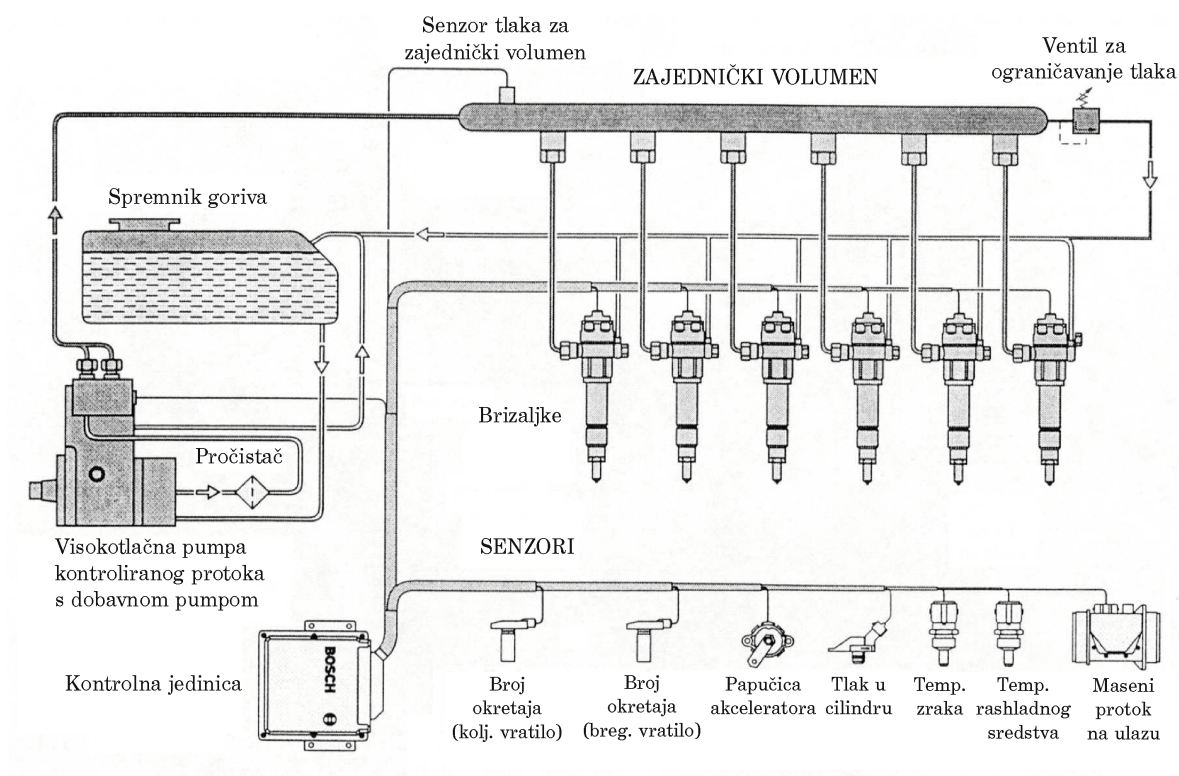 Senzor tlaka za
zajednički volumen
ZAJEDNIČKI VOLUMEN
Ventil za
ograničavanje tlaka
Spremnik goriva
Brizaljke
Pročistač
Visokotlačna pumpa
kontroliranog protoka
s dobavnom pumpom
SENZORI
Kontrolna jedinica
BOSCH
Broj
okretaja
(kolj. vratilo)
Broj
okretaja
(breg. vratilo)
Papučica
akceleratora
Tlak u
cilindru
Temp.
zraka
Temp.
rashladnog
sredstva
Maseni
protok
na ulazu